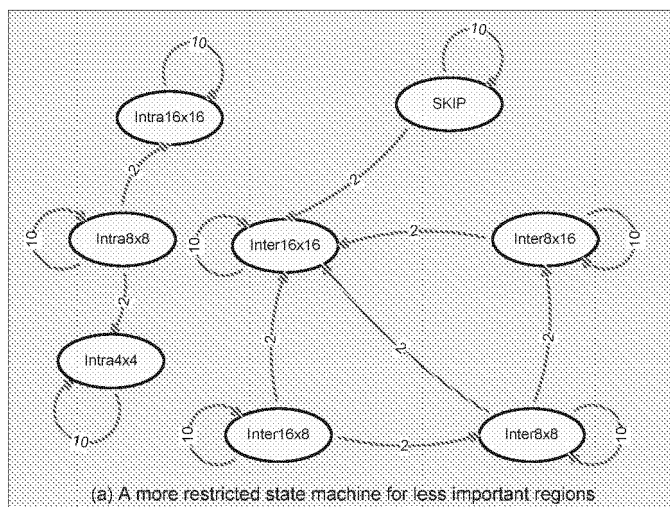 10
10
Intra16x16
SKIP
2
2
10
Intra8x8
10
Inter16x16
2
Inter8x16
10
2
Intra4x4
2
2
2
10
10
Inter16x8
2
Inter8x8
10
(a) A more restricted state machine for less important regions